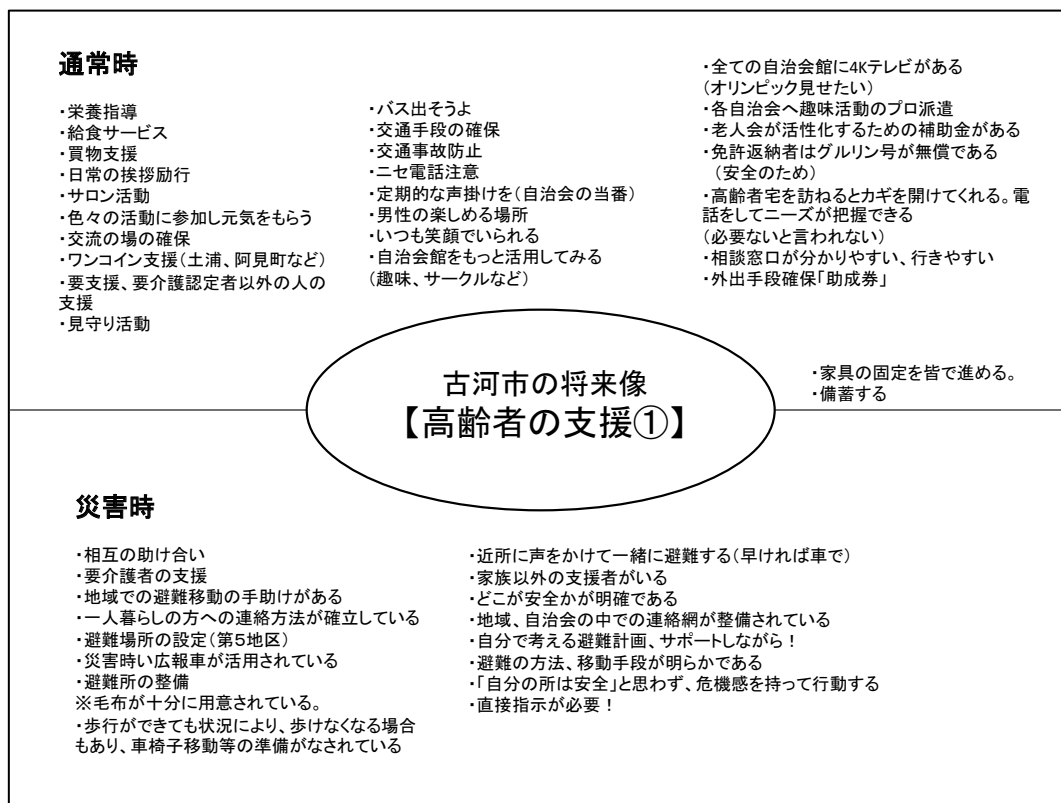 通常時
・栄養指導
・給食サービス
・買物支援
・日常の挨拶励行
・サロン活動
・色々の活動に参加し元気をもらう
・交流の場の確保
・ワンコイン支援(土浦、阿見町など)
・要支援、要介護認定者以外の人の
支援
・見守り活動
・バス出そうよ
・交通手段の確保
・交通事故防止
・ニセ電話注意
・定期的な声掛けを(自治会の当番)
・男性の楽しめる場所
・いつも笑顔でいられる
・自治会館をもっと活用してみる
(趣味、サークルなど)
・全ての自治会館に4Kテレビがある
(オリンピック見せたい)
・各自治会へ趣味活動のプロ派遣
・老人会が活性化するための補助金がある
・免許返納者はグルリン号が無償である
(安全のため)
・高齢者宅を訪ねるとカギを開けてくれる。電
話をしてニーズが把握できる
(必要ないと言われない)
・相談窓口が分かりやすい、行きやすい
・外出手段確保「助成券」
・家具の固定を皆で進める。
・備蓄する
古河市の将来像
【高齢者の支援①】
災害時
・相互の助け合い
・要介護者の支援
・地域での避難移動の手助けがある
・一人暮らしの方への連絡方法が確立している
・避難場所の設定(第5地区)
・災害時い広報車が活用されている
・避難所の整備
※毛布が十分に用意されている。
・歩行ができても状況により、歩けなくなる場合
もあり、車椅子移動等の準備がなされている
・近所に声をかけて一緒に避難する(早ければ車で)
・家族以外の支援者がいる
・どこが安全かが明確である
・地域、自治会の中での連絡網が整備されている
・自分で考える避難計画、サポートしながら！
・避難の方法、移動手段が明らかである
・「自分の所は安全」と思わず、危機感を持って行動する
・直接指示が必要！